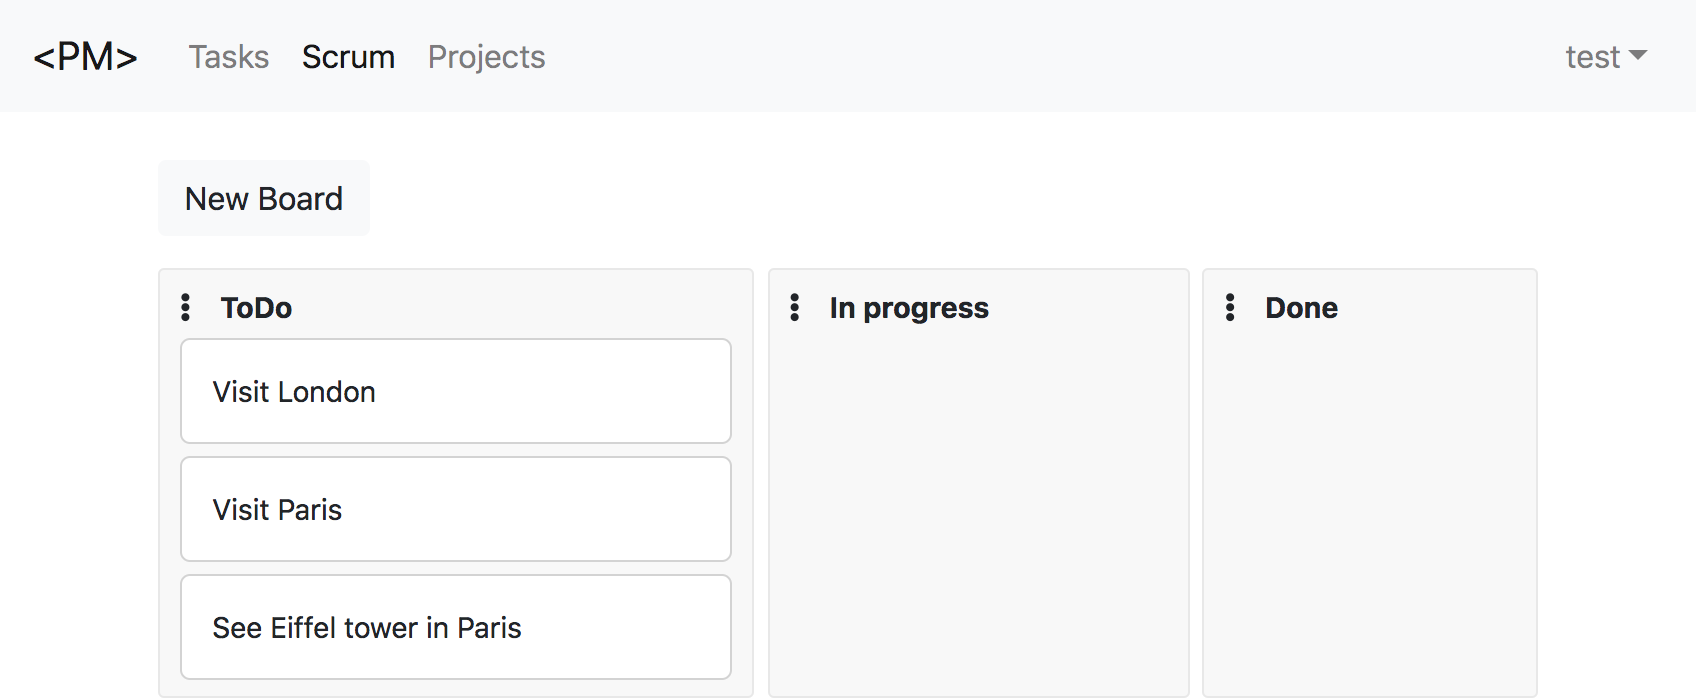 <PM> Tasks Scrum Projects test
New Board
ToDo In progress Done
Visit London
Visit Paris
See Eiffel tower in Paris